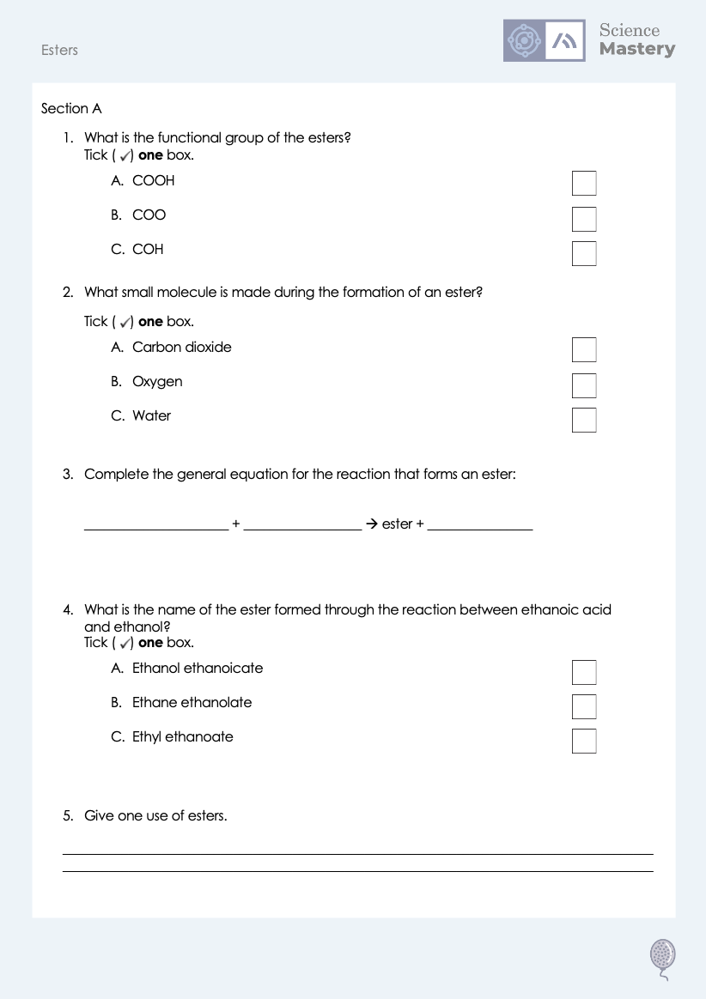 Esters
Science
Mastery
Section A
1. What is the functional group of the esters?
Tick ( ✓) one box.
A. COOH
B. COO
C. COH
2. What small molecule is made during the formation of an ester?
Tick ( ✓) one box.
A. Carbon dioxide
B. Oxygen
C. Water
3. Complete the general equation for the reaction that forms an ester:
____________________ + ________________ → ester + ______________
4. What is the name of the ester formed through the reaction between ethanoic acid
and ethanol?
Tick ( ✓) one box.
A. Ethanol ethanoicate
B. Ethane ethanolate
C. Ethyl ethanoate
5. Give one use of esters.